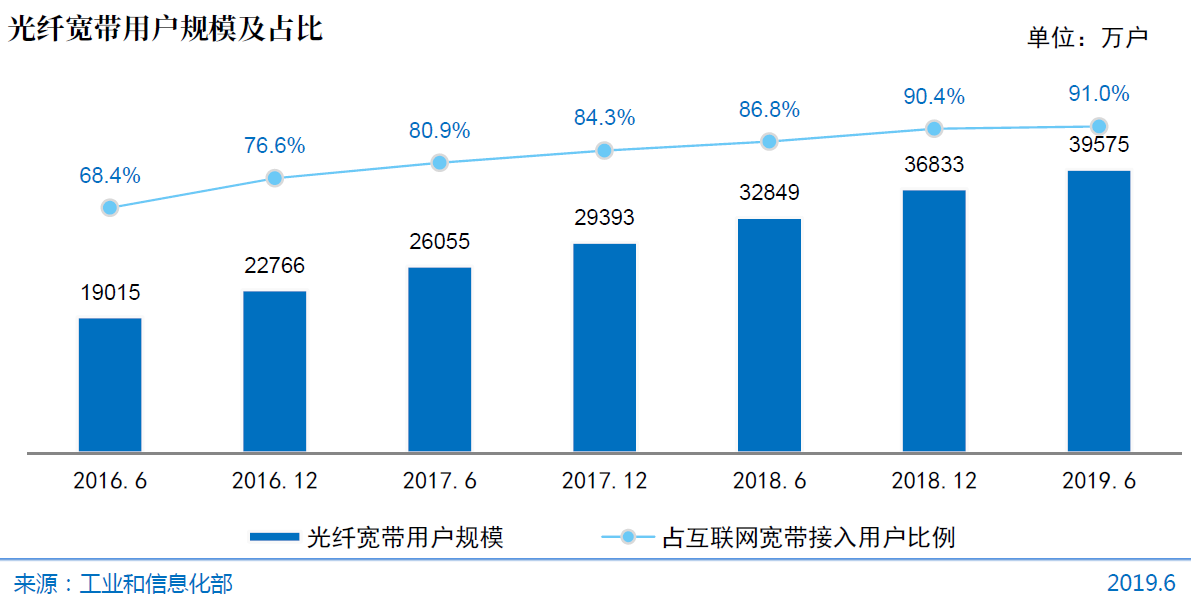 光纤宽带用户规模及占比
单位：万户
68.4% 76.6% 80.9% 84.3% 86.8% 90.4% 91.0%
19015 22766 26055 29393 32849 36833 39575
2016.6 2016.12 2017.6 2017.12 2018.6 2018.12 2019.6
光纤宽带用户规模 占互联网宽带接入用户比例
来源：工业和信息化部 2019.6